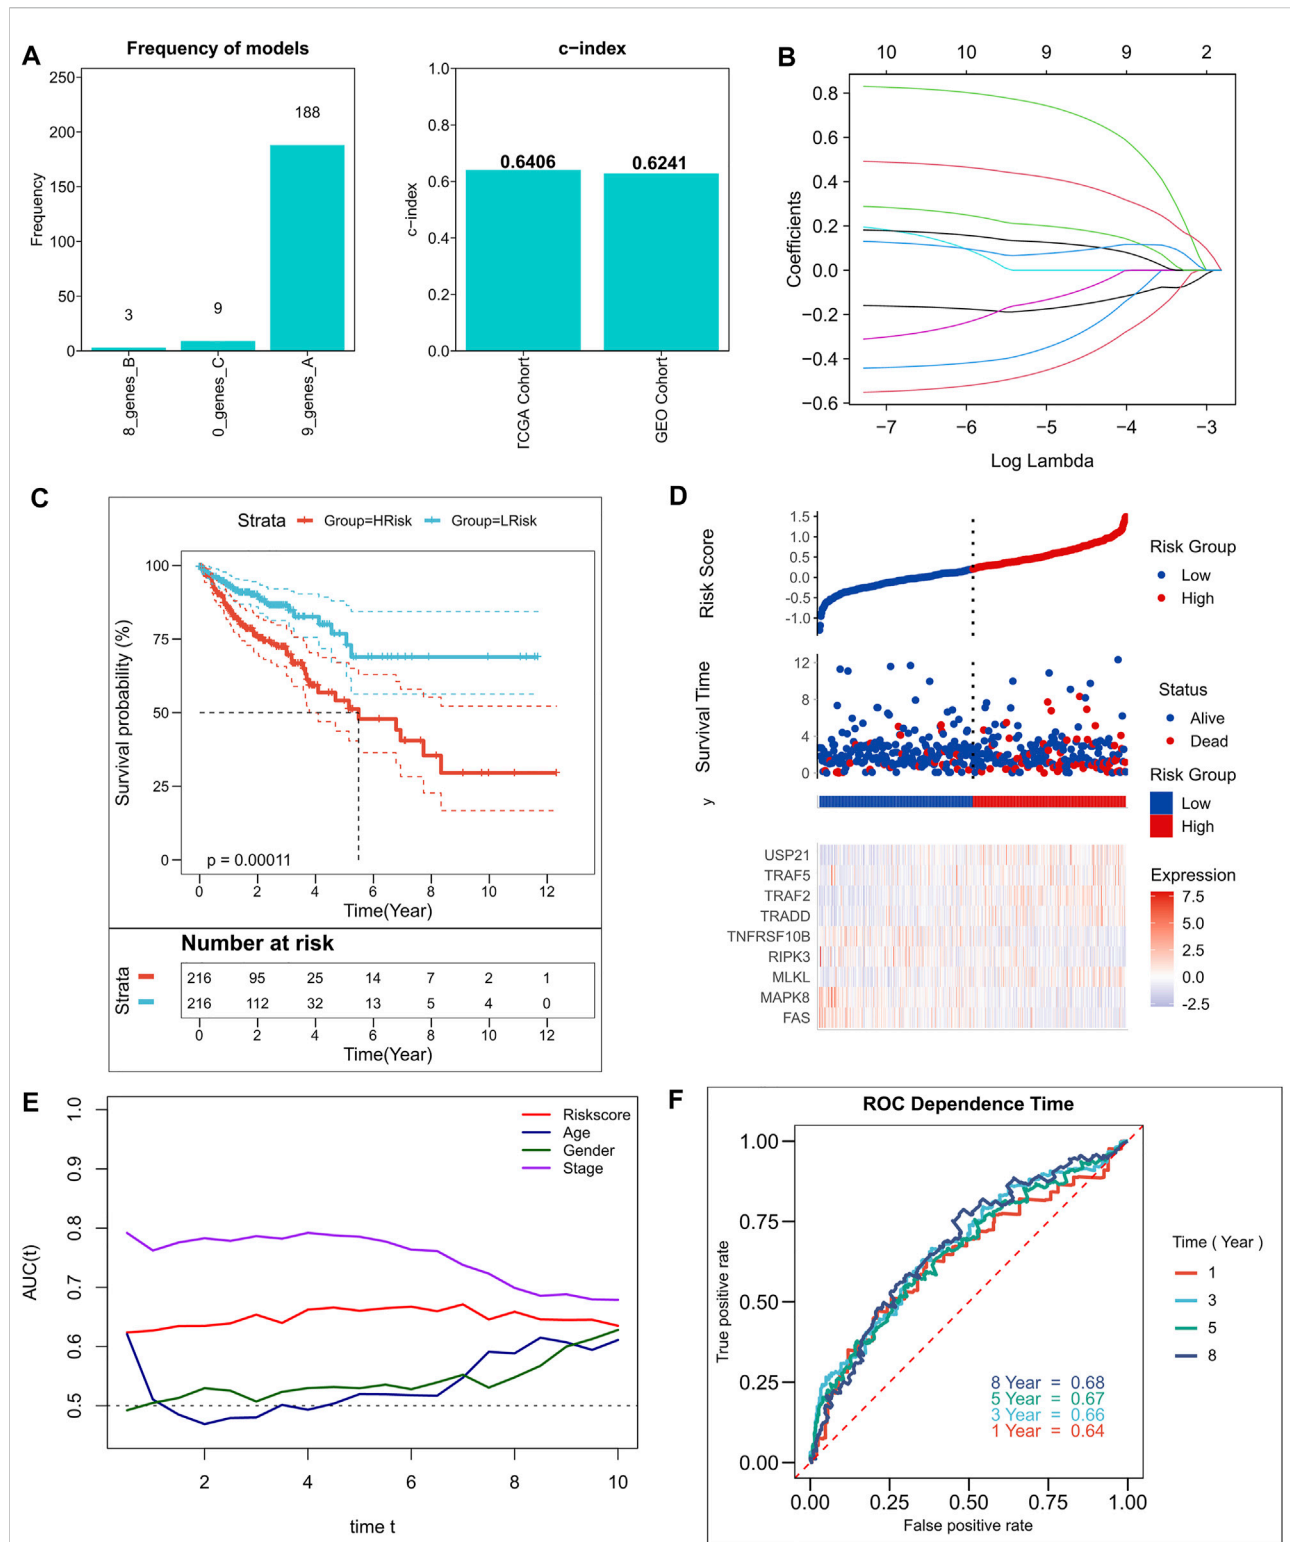 A
Frequency of models
250
200
150
100
50
0
Frequency
3
9
188
8_genes_B
0_genes_C
9_genes_A
c−index
1.0
0.8
0.6
0.4
0.2
0.0
c−index
0.6406
0.6241
TCGA Cohort
GEO Cohort
B
10 10 9 9 2
0.8
0.6
0.4
0.2
0.0
−0.2
−0.4
−0.6
Coefficients
−7 −6 −5 −4 −3
Log Lambda
C
Strata Group=HRisk Group=LRisk
100
75
50
25
0
Survival probability (%)
p = 0.00011
0 2 4 6 8 10 12
Time(Year)
Number at risk
Strata
216 95 25 14 7 2 1
216 112 32 13 5 4 0
0 2 4 6 8 10 12
Time(Year)
D
Risk Score
1.5
1.0
0.5
0.0
-0.5
-1.0
Risk Group
Low
High
Survival Time
12
8
4
0
Status
Alive
Dead
y
Risk Group
Low
High
USP21
TRAF5
TRAF2
TRADD
TNFRSF10B
RIPK3
MLKL
MAPK8
FAS
Expression
7.5
5.0
2.5
0.0
-2.5
E
1.0
0.9
0.8
0.7
0.6
0.5
AUC(t)
Riskscore
Age
Gender
Stage
2 4 6 8 10
time t
F
ROC Dependence Time
1.00
0.75
0.50
0.25
0.00
True positive rate
8 Year = 0.68
5 Year = 0.67
3 Year = 0.66
1 Year = 0.64
0.00 0.25 0.50 0.75 1.00
False positive rate
Time ( Year )
1
3
5
8